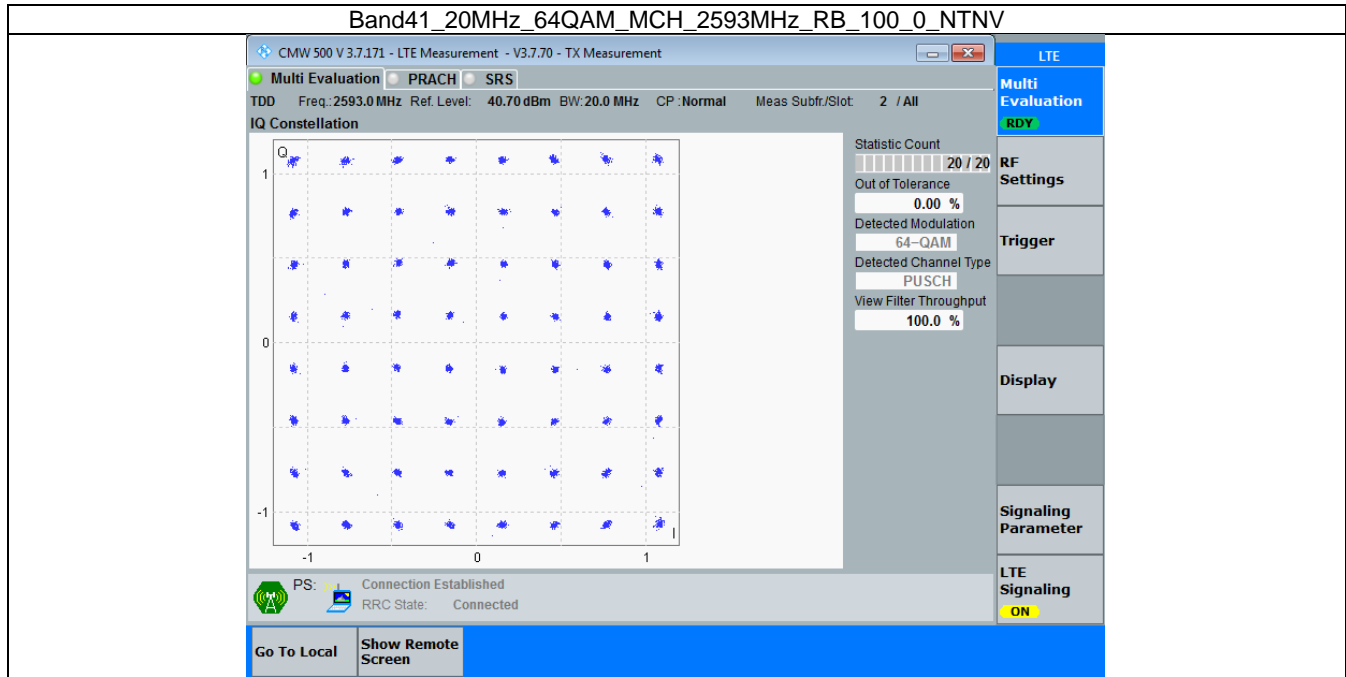 Band41_20MHz_64QAM_MCH_2593MHz_RB_100_0_NTNV
CMW 500 V 3.7.171 - LTE Measurement - V3.7.70 - TX Measurement
LTE
Multi Evaluation PRACH SRS
Multi
Evaluation
RDY
TDD Freq.: 2593.0 MHz Ref. Level: 40.70 dBm BW: 20.0 MHz CP : Normal Meas Subfr./Slot: 2 / All
IQ Constellation
Statistic Count
20 / 20
Out of Tolerance
0.00 %
Detected Modulation
64-QAM
Detected Channel Type
PUSCH
View Filter Throughput
100.0 %
Q
1
0
-1
I
-1 0 1
RF
Settings
Trigger
Display
Signaling
Parameter
LTE
Signaling
ON
PS: Connection Established
RRC State: Connected
Go To Local
Show Remote
Screen